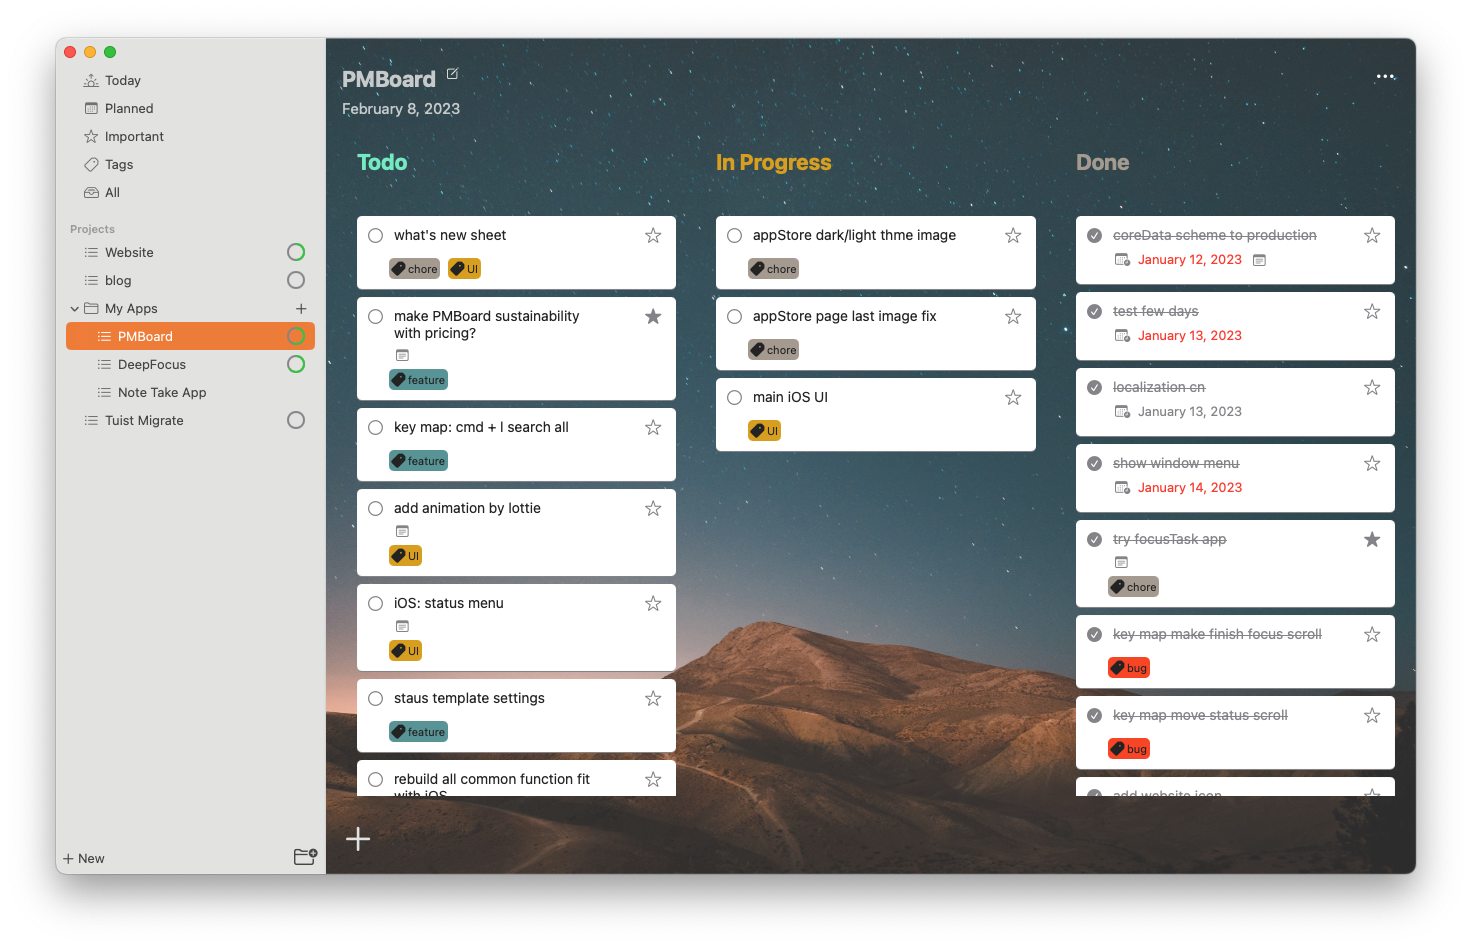 Today
Planned
Important
Tags
All
Projects
Website
blog
My Apps
PMBoard
DeepFocus
Note Take App
Tuist Migrate
New
PMBoard
February 8, 2023
Todo
what's new sheet
chore UI
make PMBoard sustainability
with pricing?
feature
key map: cmd + l search all
feature
add animation by lottie
UI
iOS: status menu
UI
staus template settings
feature
rebuild all common function fit
with iOS
In Progress
appStore dark/light thme image
chore
appStore page last image fix
chore
main iOS UI
UI
Done
coreData scheme to production
January 12, 2023
test few days
January 13, 2023
localization cn
January 13, 2023
show window menu
January 14, 2023
try focusTask app
chore
key map make finish focus scroll
bug
key map move status scroll
bug
add website icon